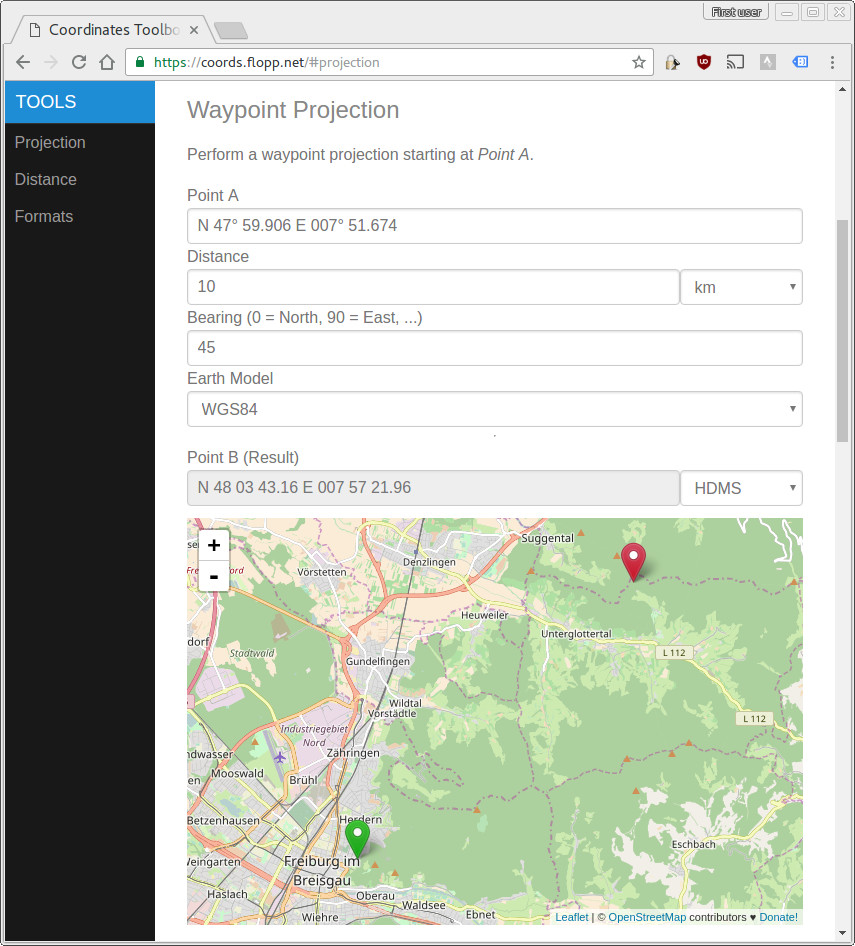 First user
Coordinates Toolbo
https://coords.flopp.net/#projection
TOOLS
Projection
Distance
Formats
Waypoint Projection
Perform a waypoint projection starting at Point A.
Point A
N 47° 59.906 E 007° 51.674
Distance
10 km
Bearing (0 = North, 90 = East, ...)
45
Earth Model
WGS84
Point B (Result)
N 48 03 43.16 E 007 57 21.96 HDMS
+
-
Suggental
Denzlingen
Vörstetten
Heuweiler
Unterglottertal
dorf
Stadtwald
L 112
Gundelfingen
Wildtal
Vorstädtle
L 112
Industriegebiet
Nord
Zähringen
ndwasser
Mooswald
en
Brühl
Betzenhausen
Herdern
Eschbach
Weingarten
Freiburg im
Breisgau
Haslach
Oberau
Waldsee
Ebnet
Wiehre
Leaflet | © OpenStreetMap contributors ♥ Donate!